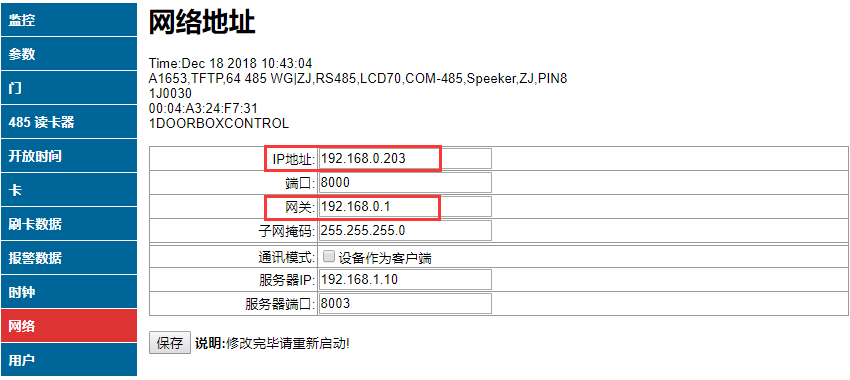 监控
参数
门
485 读卡器
开放时间
卡
刷卡数据
报警数据
时钟
网络
用户
网络地址
Time:Dec 18 2018 10:43:04
A1653,TFTP,64 485 WG|ZJ,RS485,LCD70,COM-485,Speeker,ZJ,PIN8
1J0030
00:04:A3:24:F7:31
1DOORBOXCONTROL
IP地址: 192.168.0.203
端口: 8000
网关: 192.168.0.1
子网掩码: 255.255.255.0
通讯模式: 设备作为客户端
服务器IP: 192.168.1.10
服务器端口: 8003
保存 说明:修改完毕请重新启动!